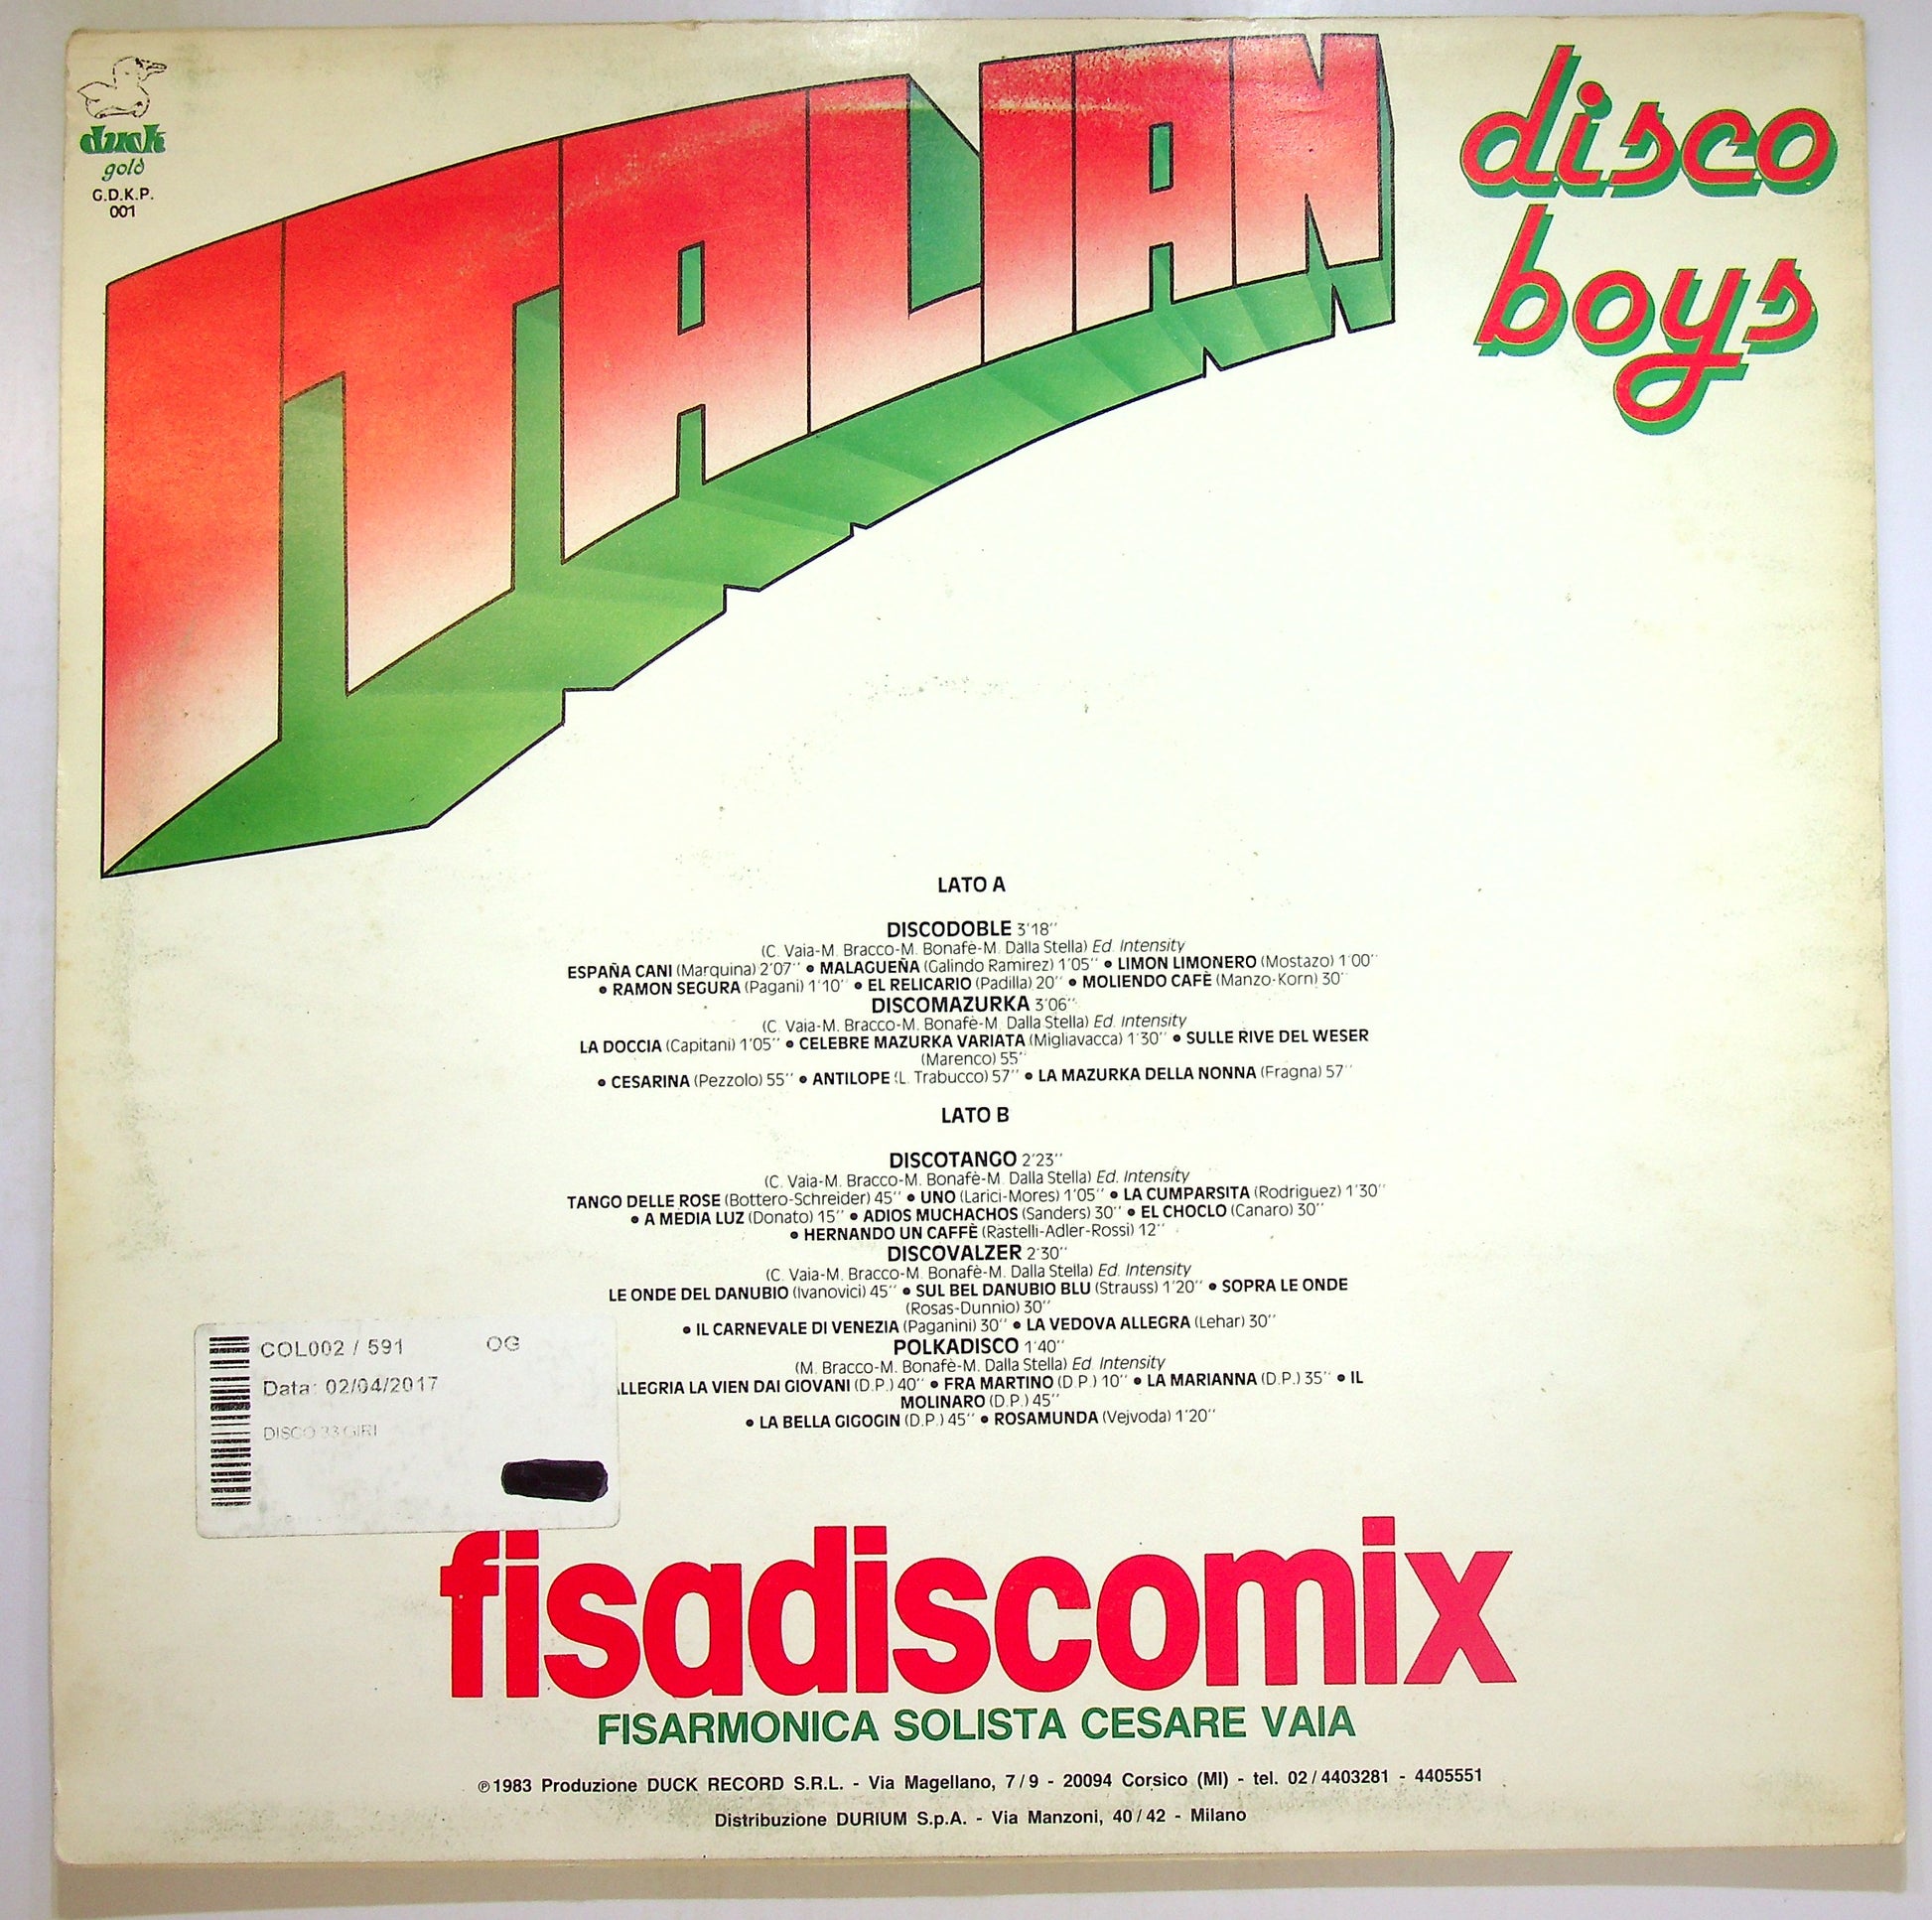 duck
gold
G.D.K.P.
001
ITALIAN
disco
boys
LATO A
DISCODOBLE 3'18''
(C. Vaia-M. Bracco-M. Bonafè-M. Dalla Stella) Ed. Intensity
ESPAÑA CANI (Marquina) 2'07'' • MALAGUEÑA (Galindo Ramirez) 1'05'' • LIMON LIMONERO (Mostazo) 1'00''
• RAMON SEGURA (Pagani) 1'10'' • EL RELICARIO (Padilla) 20'' • MOLIENDO CAFÈ (Manzo-Korn) 30''
DISCOMAZURKA 3'06''
(C. Vaia-M. Bracco-M. Bonafè-M. Dalla Stella) Ed. Intensity
LA DOCCIA (Capitani) 1'05'' • CELEBRE MAZURKA VARIATA (Migliavacca) 1'30'' • SULLE RIVE DEL WESER
(Marenco) 55''
• CESARINA (Pezzolo) 55'' • ANTILOPE (L. Trabucco) 57'' • LA MAZURKA DELLA NONNA (Fragna) 57''
LATO B
DISCOTANGO 2'23''
(C. Vaia-M. Bracco-M. Bonafè-M. Dalla Stella) Ed. Intensity
TANGO DELLE ROSE (Bottero-Schreider) 45'' • UNO (Larici-Mores) 1'05'' • LA CUMPARSITA (Rodriguez) 1'30''
• A MEDIA LUZ (Donato) 15'' • ADIOS MUCHACHOS (Sanders) 30'' • EL CHOCLO (Canaro) 30''
• HERNANDO UN CAFFÈ (Rastelli-Adler-Rossi) 12''
DISCOVALZER 2'30''
(C. Vaia-M. Bracco-M. Bonafè-M. Dalla Stella) Ed. Intensity
LE ONDE DEL DANUBIO (Ivanovici) 45'' • SUL BEL DANUBIO BLU (Strauss) 1'20'' • SOPRA LE ONDE
(Rosas-Dunnio) 30''
• IL CARNEVALE DI VENEZIA (Paganini) 30'' • LA VEDOVA ALLEGRA (Lehar) 30''
POLKADISCO 1'40''
(M. Bracco-M. Bonafè-M. Dalla Stella) Ed. Intensity
LLEGRIA LA VIEN DAI GIOVANI (D.P.) 40'' • FRA MARTINO (D.P.) 10'' • LA MARIANNA (D.P.) 35'' • IL
MOLINARO (D.P.) 45''
• LA BELLA GIGOGIN (D.P.) 45'' • ROSAMUNDA (Vejvoda) 1'20''
COL002 / 591 OG
Data: 02/04/2017
DISCO 33 GIRI
fisadiscomix
FISARMONICA SOLISTA CESARE VAIA
℗1983 Produzione DUCK RECORD S.R.L. - Via Magellano, 7/9 - 20094 Corsico (MI) - tel. 02/4403281 - 4405551
Distribuzione DURIUM S.p.A. - Via Manzoni, 40/42 - Milano